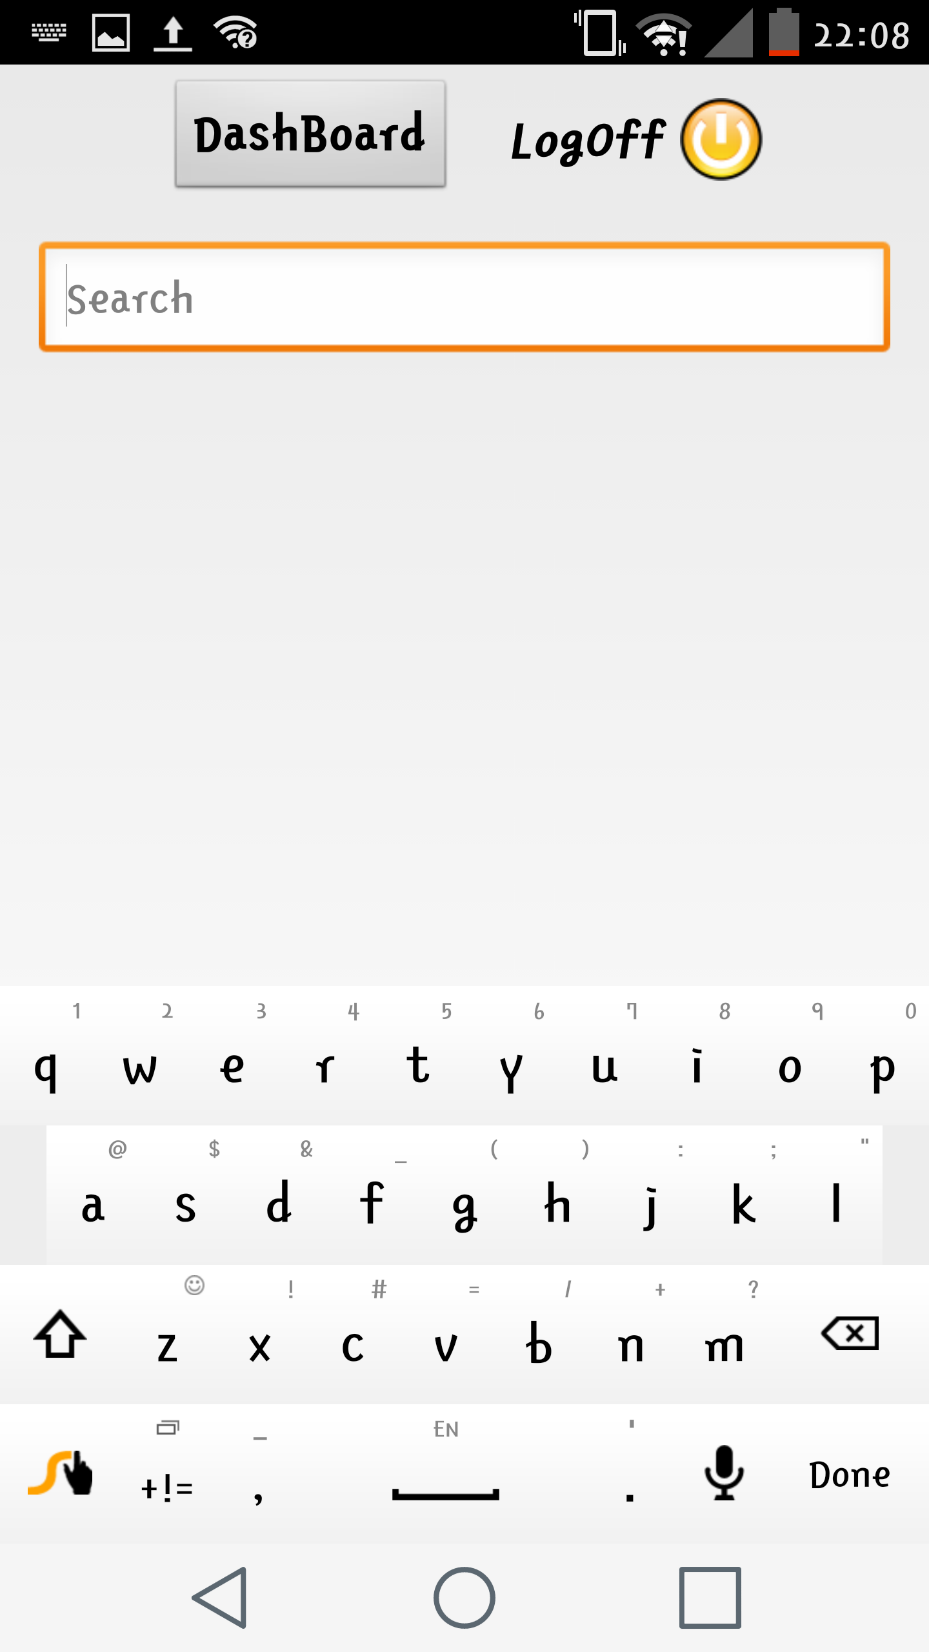 22:08
DashBoard LogOff
Search
1 2 3 4 5 6 7 8 9 0
q w e r t y u i o p
@ $ & _ ( ) : ; "
a s d f g h j k l
! # = / + ?
z x c v b n m
_ EN '
+!= , . Done